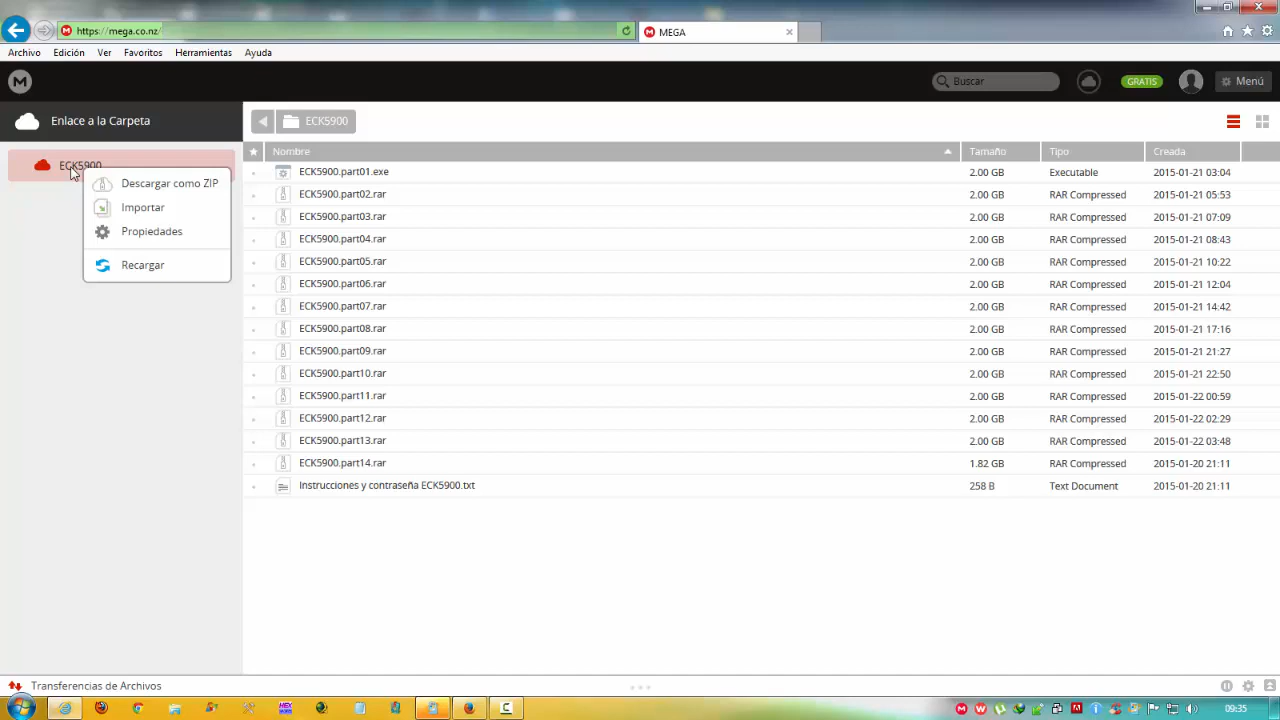 https://mega.co.nz/
MEGA
Archivo Edición Ver Favoritos Herramientas Ayuda
M Buscar GRATIS Menú
Enlace a la Carpeta
ECK5900
ECK5900
Descargar como ZIP
Importar
Propiedades
Recargar
Nombre Tamaño Tipo Creada
ECK5900.part01.exe 2.00 GB Executable 2015-01-21 03:04
ECK5900.part02.rar 2.00 GB RAR Compressed 2015-01-21 05:53
ECK5900.part03.rar 2.00 GB RAR Compressed 2015-01-21 07:09
ECK5900.part04.rar 2.00 GB RAR Compressed 2015-01-21 08:43
ECK5900.part05.rar 2.00 GB RAR Compressed 2015-01-21 10:22
ECK5900.part06.rar 2.00 GB RAR Compressed 2015-01-21 12:04
ECK5900.part07.rar 2.00 GB RAR Compressed 2015-01-21 14:42
ECK5900.part08.rar 2.00 GB RAR Compressed 2015-01-21 17:16
ECK5900.part09.rar 2.00 GB RAR Compressed 2015-01-21 21:27
ECK5900.part10.rar 2.00 GB RAR Compressed 2015-01-21 22:50
ECK5900.part11.rar 2.00 GB RAR Compressed 2015-01-22 00:59
ECK5900.part12.rar 2.00 GB RAR Compressed 2015-01-22 02:29
ECK5900.part13.rar 2.00 GB RAR Compressed 2015-01-22 03:48
ECK5900.part14.rar 1.82 GB RAR Compressed 2015-01-20 21:11
Instrucciones y contraseña ECK5900.txt 258 B Text Document 2015-01-20 21:11
Transferencias de Archivos
09:35